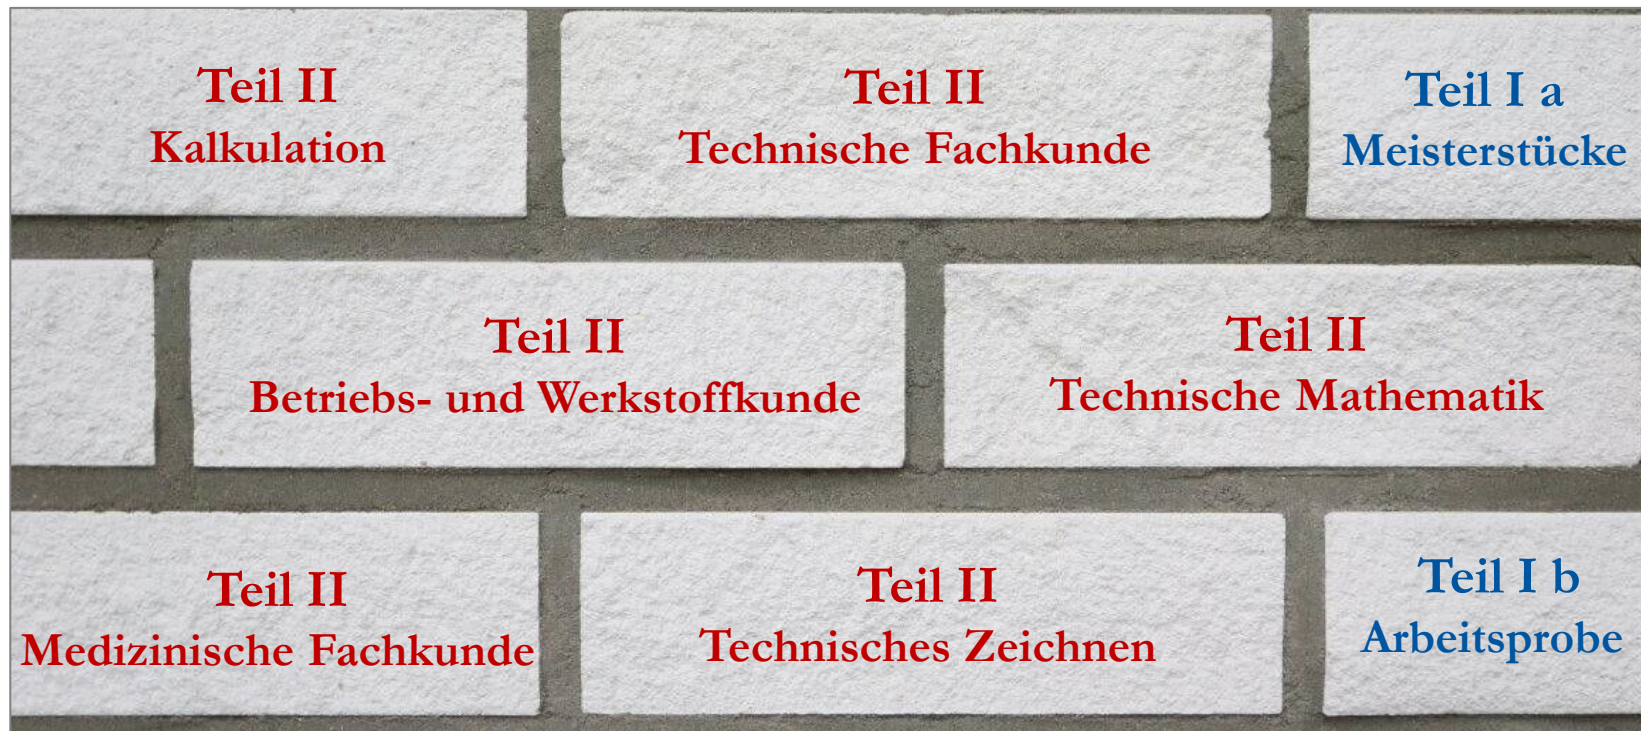 Teil II
Kalkulation
Teil II
Technische Fachkunde
Teil I a
Meisterstücke
Teil II
Betriebs- und Werkstoffkunde
Teil II
Technische Mathematik
Teil II
Medizinische Fachkunde
Teil II
Technisches Zeichnen
Teil I b
Arbeitsprobe